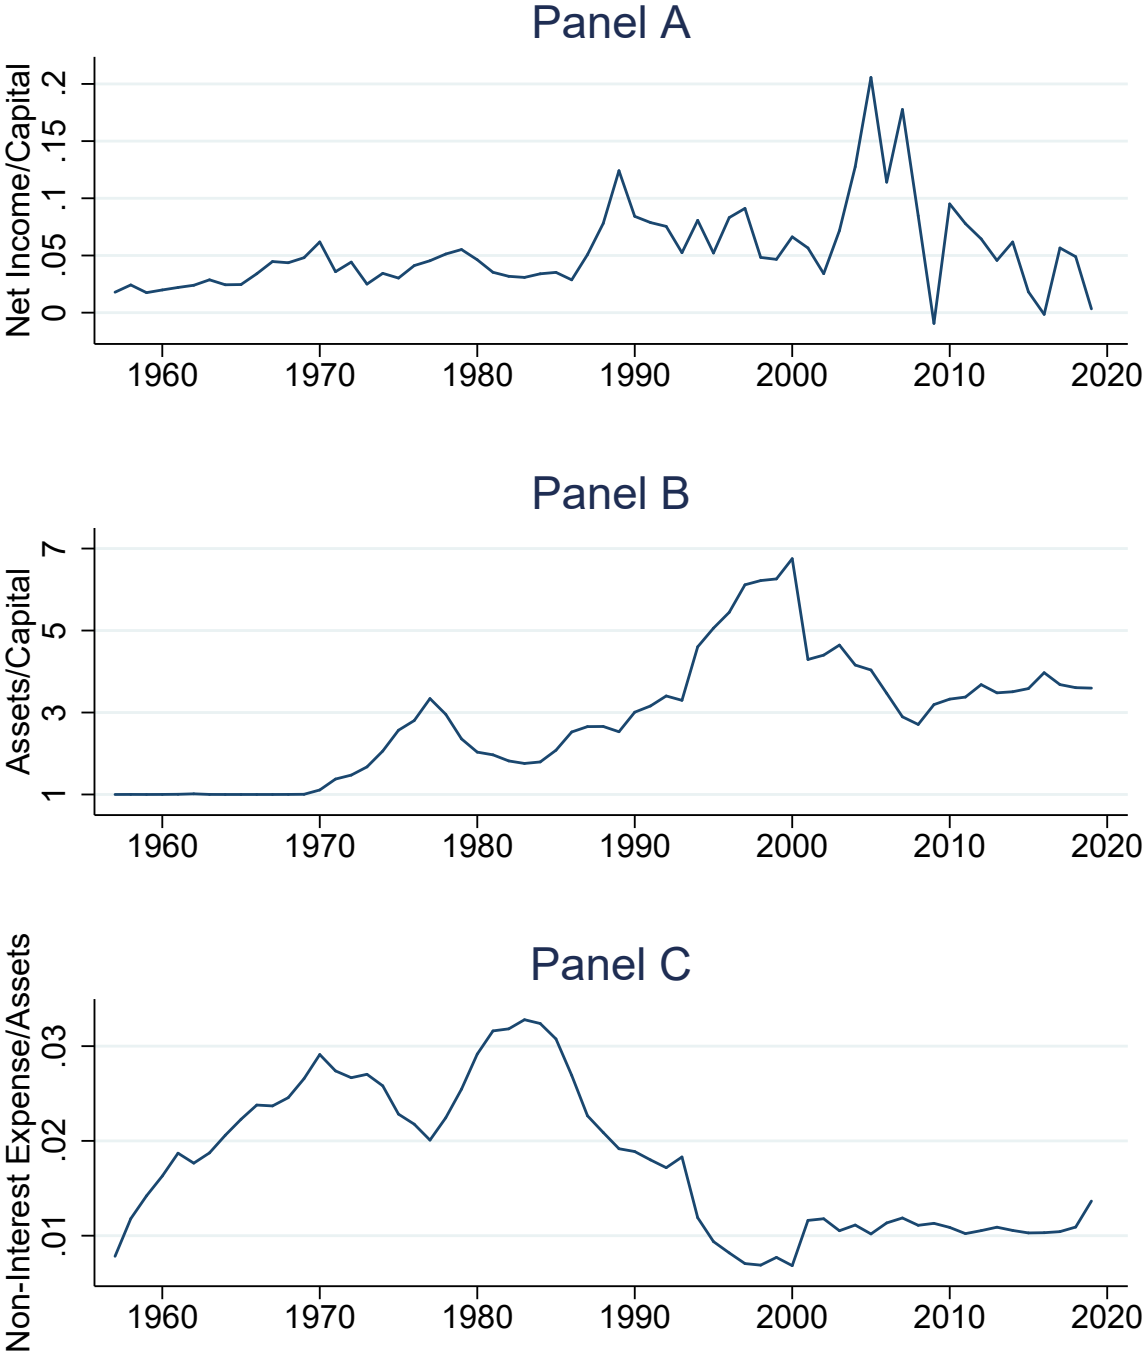 Panel A
Net Income/Capital
.2
.15
.1
.05
0
1960 1970 1980 1990 2000 2010 2020
Panel B
Assets/Capital
7
5
3
1
1960 1970 1980 1990 2000 2010 2020
Panel C
Non-Interest Expense/Assets
.03
.02
.01
1960 1970 1980 1990 2000 2010 2020